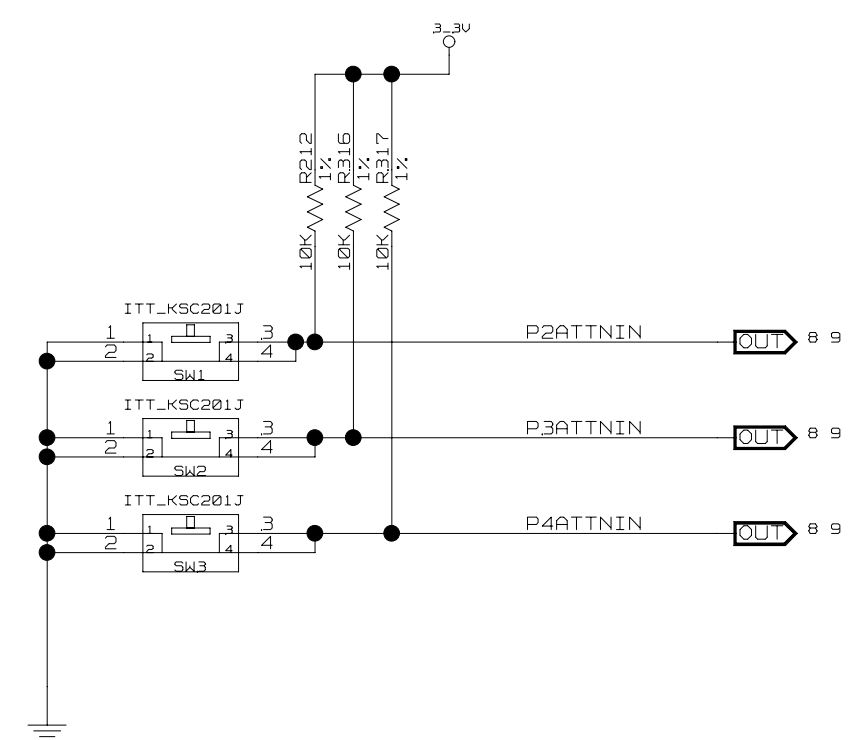 3_3V
R212
1%
10K
R316
1%
10K
R317
1%
10K
ITT_KSC201J
1 1 3 3
2 2 4 4
SW1
P2ATTNIN
OUT 8 9
ITT_KSC201J
1 1 3 3
2 2 4 4
SW2
P3ATTNIN
OUT 8 9
ITT_KSC201J
1 1 3 3
2 2 4 4
SW3
P4ATTNIN
OUT 8 9